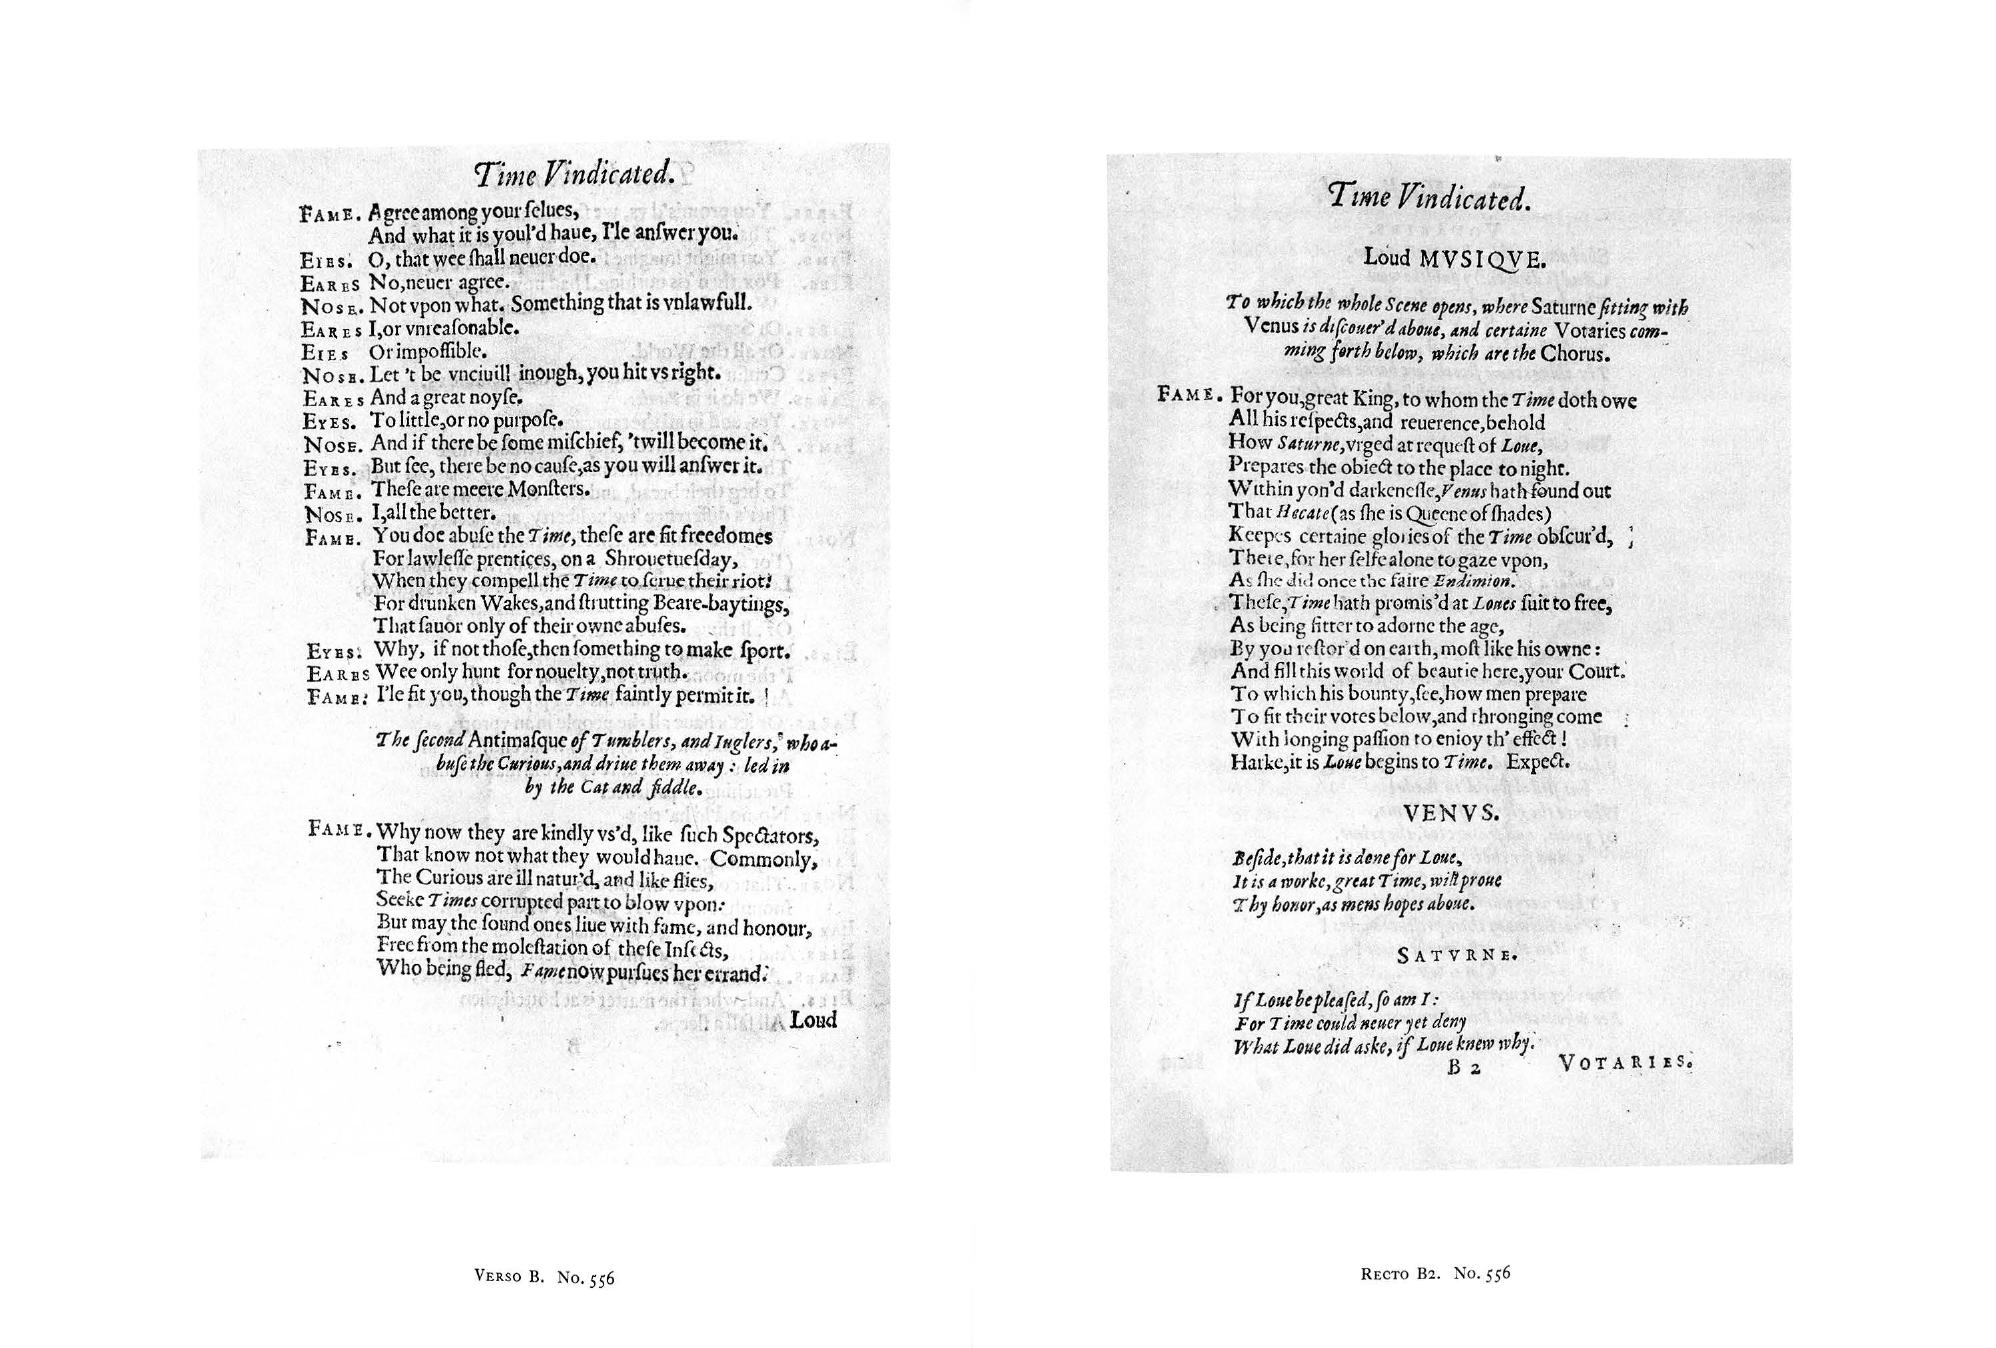 Time Vindicated.
FAME. Agree among your ſelues,
And what it is youl'd haue, I'le anſwer you.
EIES. O, that wee ſhall neuer doe.
EARES No, neuer agree.
NOSE. Not vpon what. Something that is vnlawfull.
EARES I, or vnreaſonable.
EIES Or impoſſible.
NOSE. Let 't be vnciuill inough, you hit vs right.
EARES And a great noyſe.
EYES. To little, or no purpoſe.
NOSE. And if there be ſome miſchief, 'twill become it.
EYES. But ſee, there be no cauſe, as you will anſwer it.
FAME. Theſe are meere Monſters.
NOSE. I, all the better.
FAME. You doe abuſe the Time, theſe are fit freedomes
For lawleſſe prentices, on a Shrouetueſday,
When they compell the Time to ſerue their riot:
For drunken Wakes, and ſtrutting Beare-baytings,
That ſauor only of their owne abuſes.
EYES. Why, if not thoſe, then ſomething to make ſport.
EARES Wee only hunt for nouelty, not truth.
FAME. I'le fit you, though the Time faintly permit it.
The ſecond Antimaſque of Tumblers, and Iuglers, who a-
buſe the Curious, and driue them away : led in
by the Cat and fiddle.
FAME. Why now they are kindly vs'd, like ſuch Spectators,
That know not what they would haue. Commonly,
The Curious are ill natur'd, and like flies,
Seeke Times corrupted part to blow vpon:
But may the ſound ones liue with fame, and honour,
Free from the moleſtation of theſe Inſects,
Who being fled, Fame now purſues her errand.
Loud
VERSO B. No. 556
Time Vindicated.
Loud MVSIQVE.
To which the whole Scene opens, where Saturne ſitting with
Venus is diſcouer'd aboue, and certaine Votaries com-
ming forth below, which are the Chorus.
FAME. For you, great King, to whom the Time doth owe
All his reſpects, and reuerence, behold
How Saturne, vrged at requeſt of Loue,
Prepares the obiect to the place to night.
Within yon'd darkeneſſe, Venus hath found out
That Hecate (as ſhe is Queene of ſhades)
Keepes certaine glories of the Time obſcur'd,
There, for her ſelfe alone to gaze vpon,
As ſhe did once the faire Endimion.
Theſe, Time hath promis'd at Loues ſuit to free,
As being fitter to adorne the age,
By you reſtor'd on earth, moſt like his owne :
And fill this world of beautie here, your Court.
To which his bounty, ſee, how men prepare
To fit their votes below, and thronging come
With longing paſſion to enioy th' effect !
Harke, it is Loue begins to Time. Expect.
VENVS.
Beſide, that it is done for Loue,
It is a worke, great Time, will proue
Thy honor, as mens hopes aboue.
SATVRNE.
If Loue be pleaſed, ſo am I :
For Time could neuer yet deny
What Loue did aske, if Loue knew why.
B 2 VOTARIES.
RECTO B2. No. 556